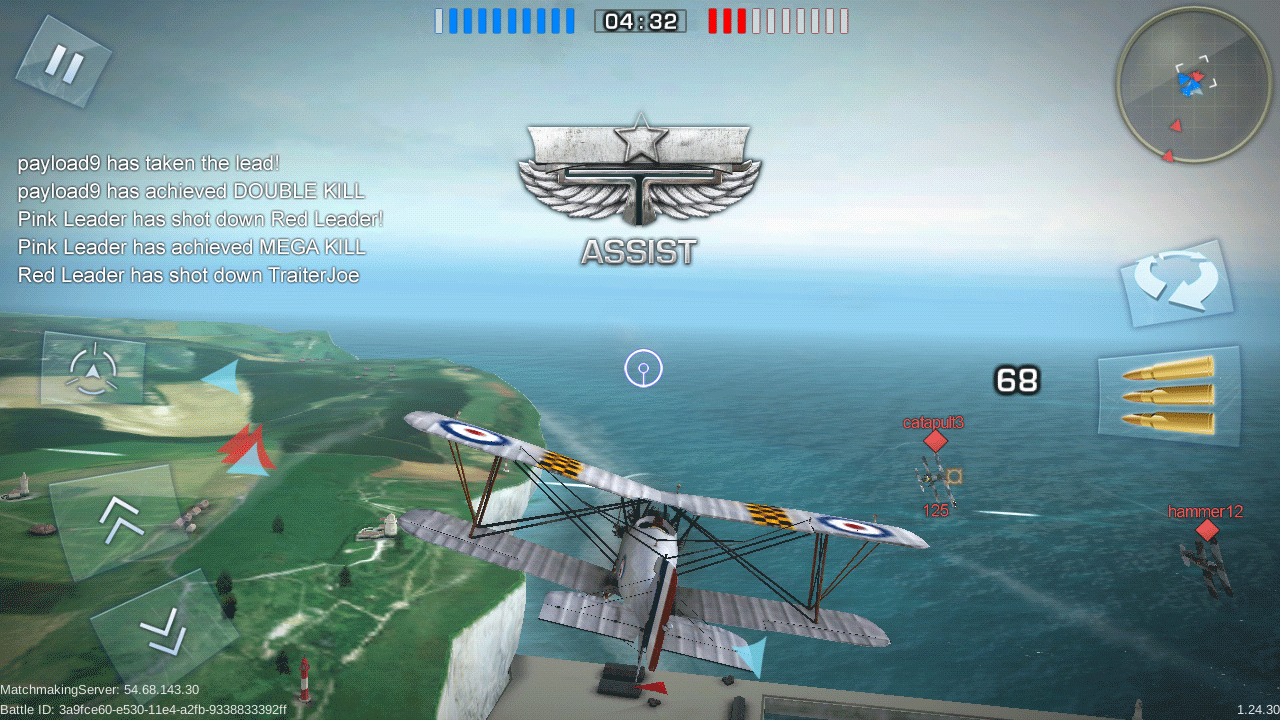 04:32
payload9 has taken the lead!
payload9 has achieved DOUBLE KILL
Pink Leader has shot down Red Leader!
Pink Leader has achieved MEGA KILL
Red Leader has shot down TraiterJoe
ASSIST
68
catapult3
125
hammer12
MatchmakingServer: 54.68.143.30
Battle ID: 3a9fce60-e530-11e4-a2fb-9338833392ff
1.24.30